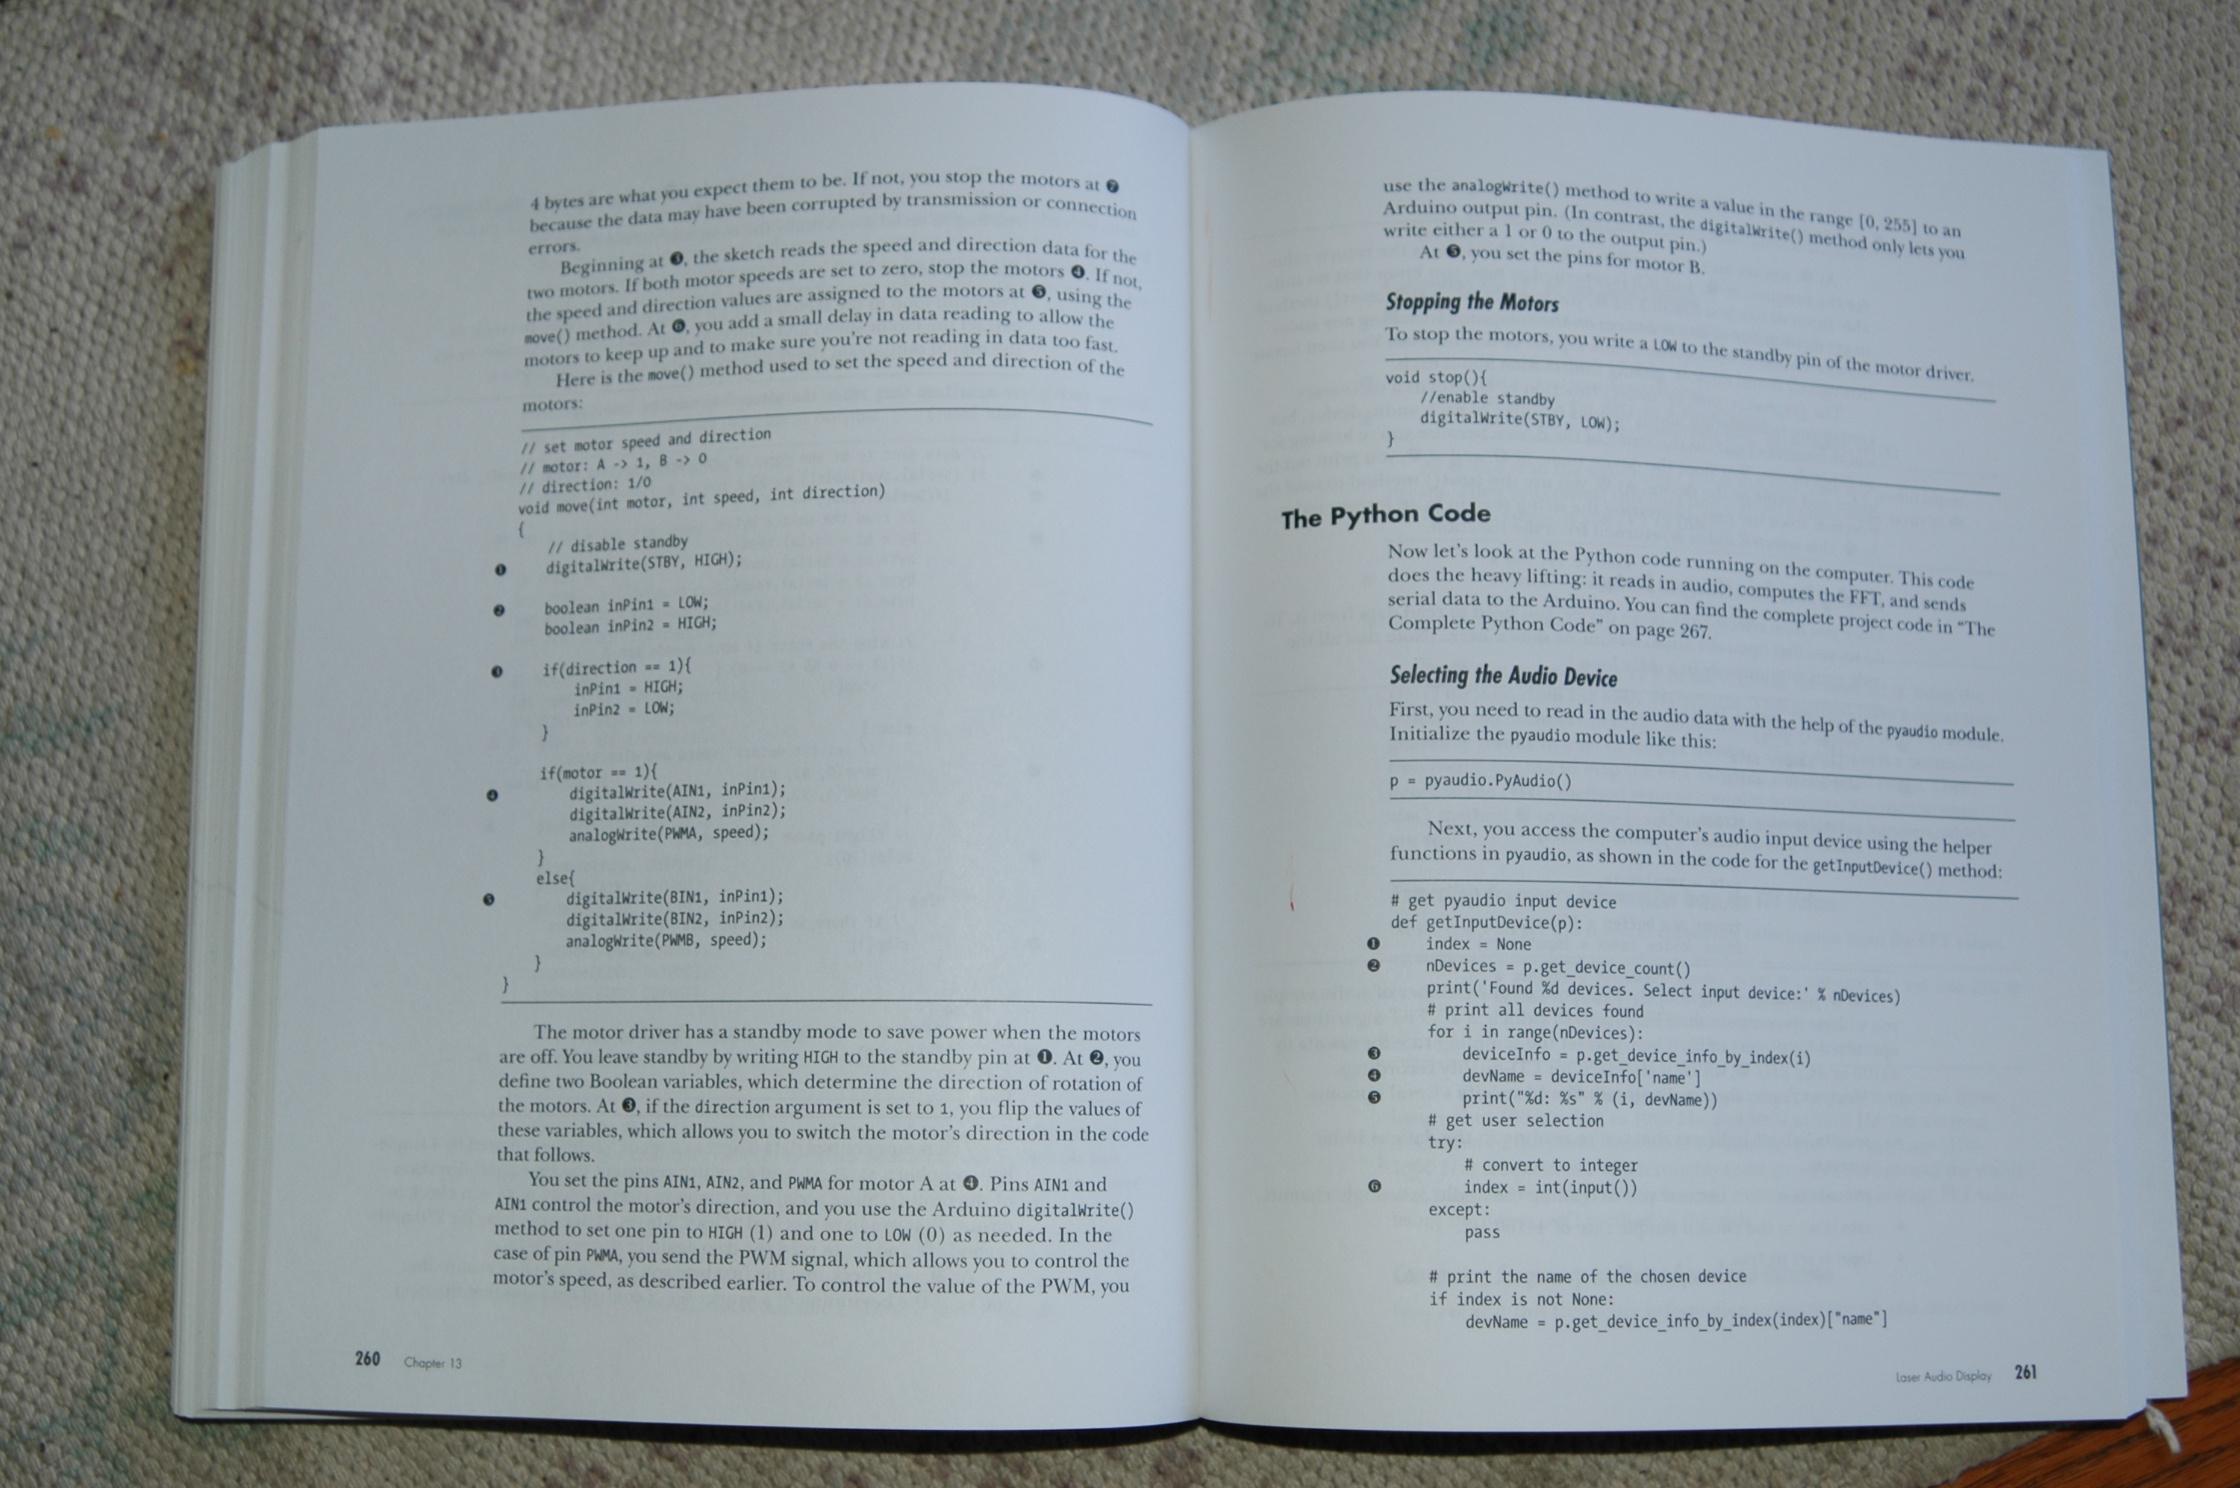 4 bytes are what you expect them to be. If not, you stop the motors at ❷
because the data may have been corrupted by transmission or connection
errors.
Beginning at ❸, the sketch reads the speed and direction data for the
two motors. If both motor speeds are set to zero, stop the motors ❹. If not,
the speed and direction values are assigned to the motors at ❺, using the
move() method. At ❻, you add a small delay in data reading to allow the
motors to keep up and to make sure you're not reading in data too fast.
Here is the move() method used to set the speed and direction of the
motors:
// set motor speed and direction
// motor: A -> 1, B -> 0
// direction: 1/0
void move(int motor, int speed, int direction)
{
// disable standby
❶ digitalWrite(STBY, HIGH);
❷ boolean inPin1 = LOW;
boolean inPin2 = HIGH;
❸ if(direction == 1){
inPin1 = HIGH;
inPin2 = LOW;
}
if(motor == 1){
❹ digitalWrite(AIN1, inPin1);
digitalWrite(AIN2, inPin2);
analogWrite(PWMA, speed);
}
else{
❺ digitalWrite(BIN1, inPin1);
digitalWrite(BIN2, inPin2);
analogWrite(PWMB, speed);
}
}
The motor driver has a standby mode to save power when the motors
are off. You leave standby by writing HIGH to the standby pin at ❶. At ❷, you
define two Boolean variables, which determine the direction of rotation of
the motors. At ❸, if the direction argument is set to 1, you flip the values of
these variables, which allows you to switch the motor's direction in the code
that follows.
You set the pins AIN1, AIN2, and PWMA for motor A at ❹. Pins AIN1 and
AIN1 control the motor's direction, and you use the Arduino digitalWrite()
method to set one pin to HIGH (1) and one to LOW (0) as needed. In the
case of pin PWMA, you send the PWM signal, which allows you to control the
motor's speed, as described earlier. To control the value of the PWM, you
260 Chapter 13
use the analogWrite() method to write a value in the range [0, 255] to an
Arduino output pin. (In contrast, the digitalWrite() method only lets you
write either a 1 or 0 to the output pin.)
At ❺, you set the pins for motor B.
Stopping the Motors
To stop the motors, you write a LOW to the standby pin of the motor driver.
void stop(){
//enable standby
digitalWrite(STBY, LOW);
}
The Python Code
Now let's look at the Python code running on the computer. This code
does the heavy lifting: it reads in audio, computes the FFT, and sends
serial data to the Arduino. You can find the complete project code in "The
Complete Python Code" on page 267.
Selecting the Audio Device
First, you need to read in the audio data with the help of the pyaudio module.
Initialize the pyaudio module like this:
p = pyaudio.PyAudio()
Next, you access the computer's audio input device using the helper
functions in pyaudio, as shown in the code for the getInputDevice() method:
# get pyaudio input device
def getInputDevice(p):
❶ index = None
❷ nDevices = p.get_device_count()
print('Found %d devices. Select input device:' % nDevices)
# print all devices found
for i in range(nDevices):
❸ deviceInfo = p.get_device_info_by_index(i)
❹ devName = deviceInfo['name']
❺ print("%d: %s" % (i, devName))
# get user selection
try:
# convert to integer
❻ index = int(input())
except:
pass
# print the name of the chosen device
if index is not None:
devName = p.get_device_info_by_index(index)["name"]
Laser Audio Display 261